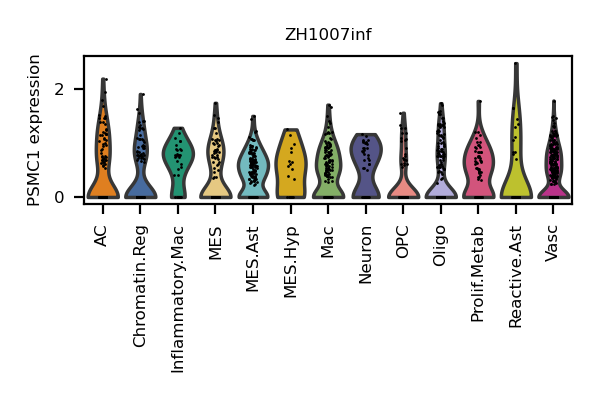 ZH1007inf
PSMC1 expression
2
0
AC
Chromatin.Reg
Inflammatory.Mac
MES
MES.Ast
MES.Hyp
Mac
Neuron
OPC
Oligo
Prolif.Metab
Reactive.Ast
Vasc